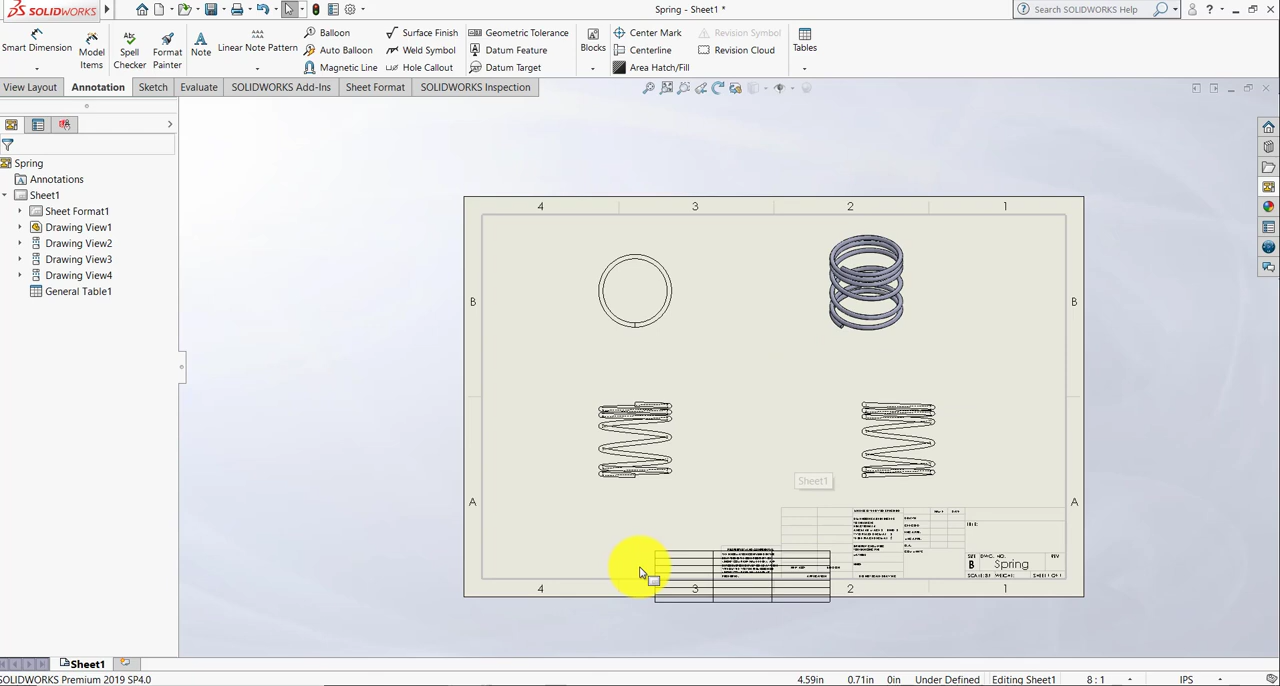 SOLIDWORKS
Spring - Sheet1 *
Search SOLIDWORKS Help
Smart Dimension
Model Items
Spell Checker
Format Painter
Note
Linear Note Pattern
Balloon
Auto Balloon
Magnetic Line
Surface Finish
Weld Symbol
Hole Callout
Geometric Tolerance
Datum Feature
Datum Target
Blocks
Center Mark
Centerline
Area Hatch/Fill
Revision Symbol
Revision Cloud
Tables
View Layout
Annotation
Sketch
Evaluate
SOLIDWORKS Add-Ins
Sheet Format
SOLIDWORKS Inspection
Spring
Annotations
Sheet1
Sheet Format1
Drawing View1
Drawing View2
Drawing View3
Drawing View4
General Table1
4 3 2 1
B B
A A
Sheet1
SIZE DWG. NO. REV
B Spring
4 3 2 1
Sheet1
SOLIDWORKS Premium 2019 SP4.0
4.59in 0.71in 0in Under Defined Editing Sheet1 8 : 1 IPS